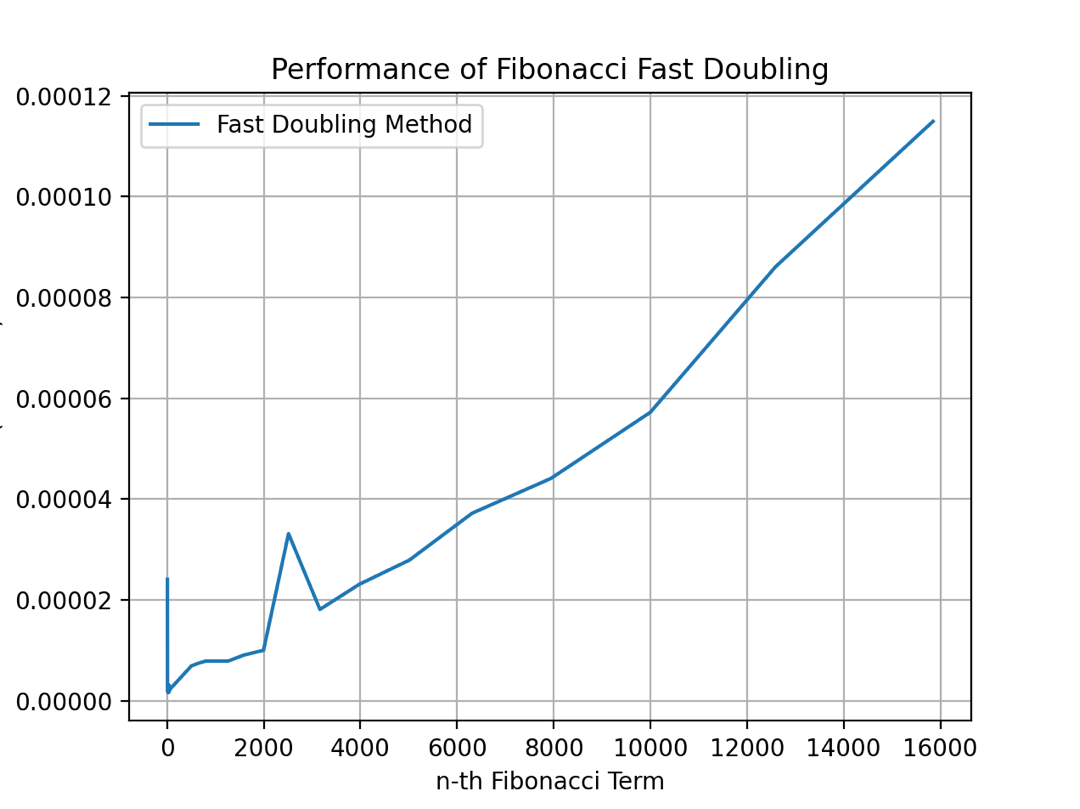 Performance of Fibonacci Fast Doubling
Fast Doubling Method
0.00012
0.00010
0.00008
0.00006
0.00004
0.00002
0.00000
0 2000 4000 6000 8000 10000 12000 14000 16000
n-th Fibonacci Term